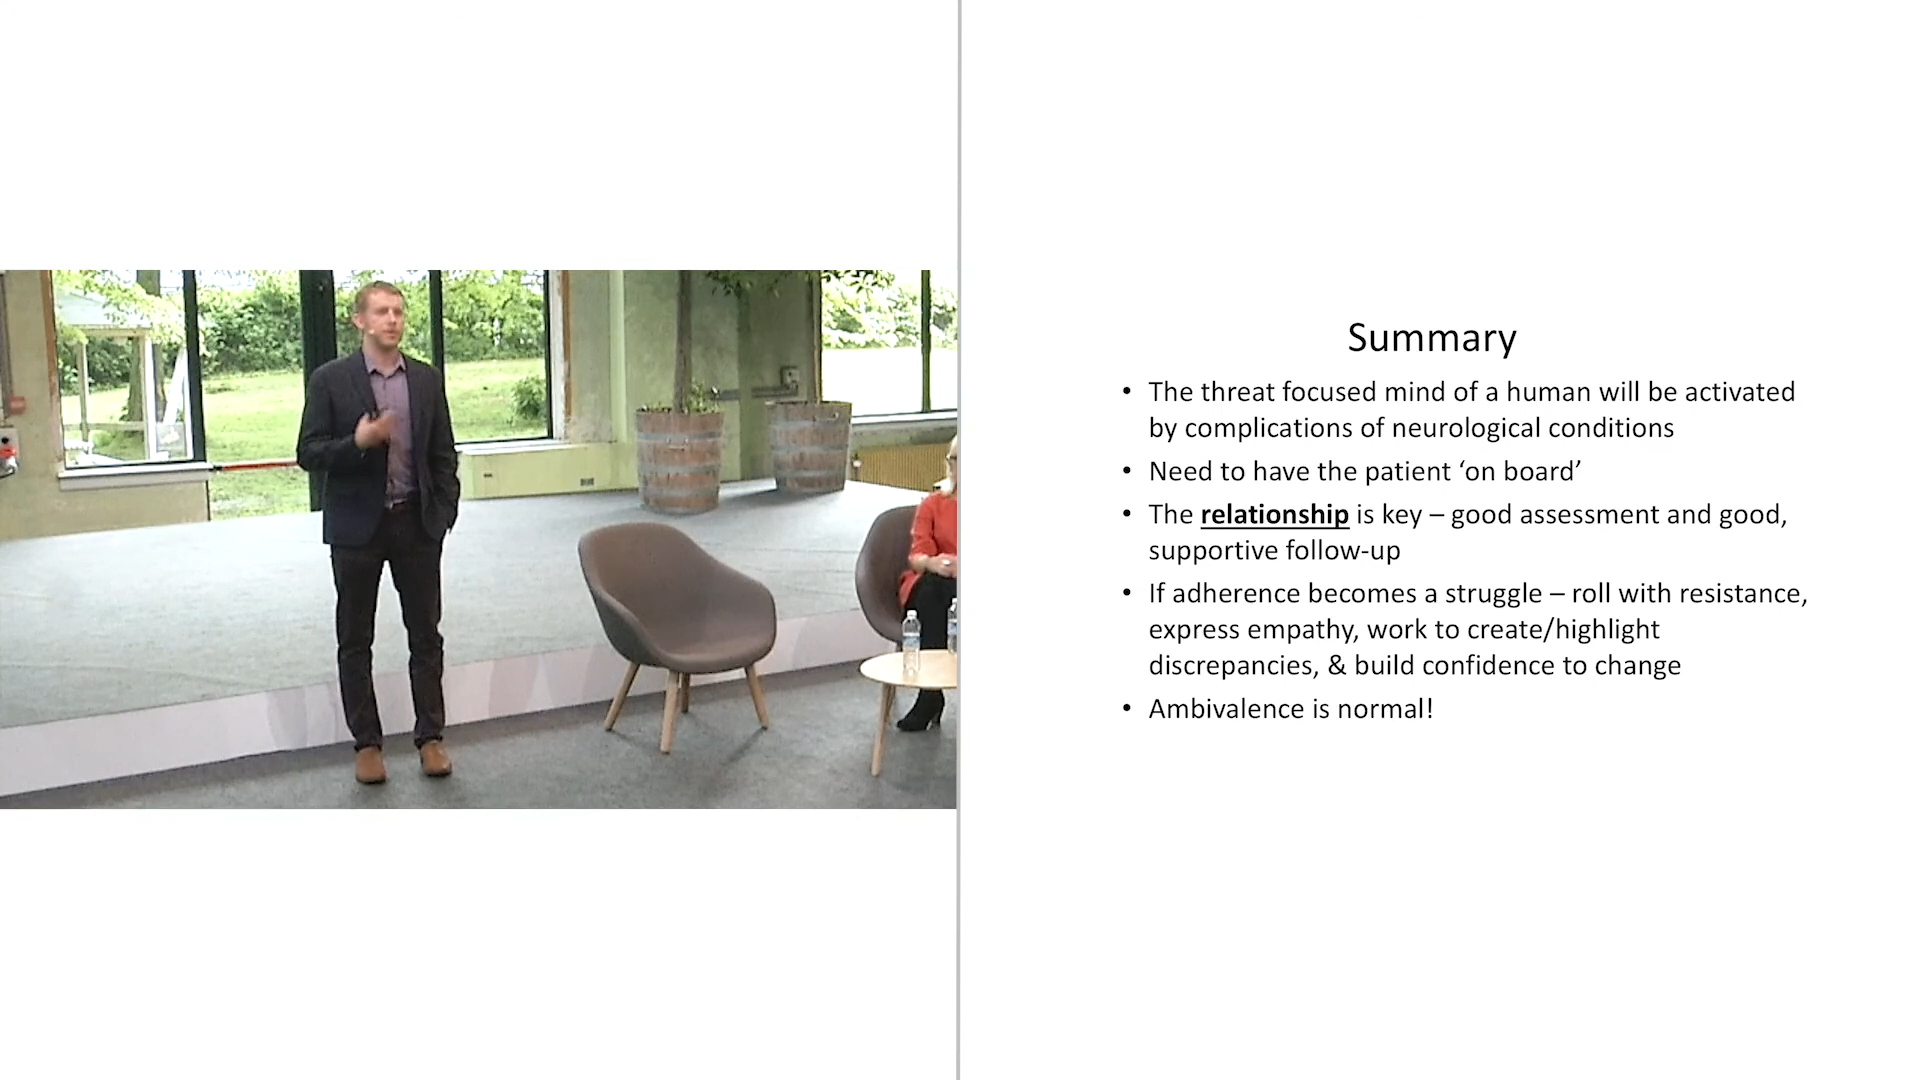 Summary
• The threat focused mind of a human will be activated
by complications of neurological conditions
• Need to have the patient ‘on board’
• The relationship is key – good assessment and good,
supportive follow-up
• If adherence becomes a struggle – roll with resistance,
express empathy, work to create/highlight
discrepancies, & build confidence to change
• Ambivalence is normal!